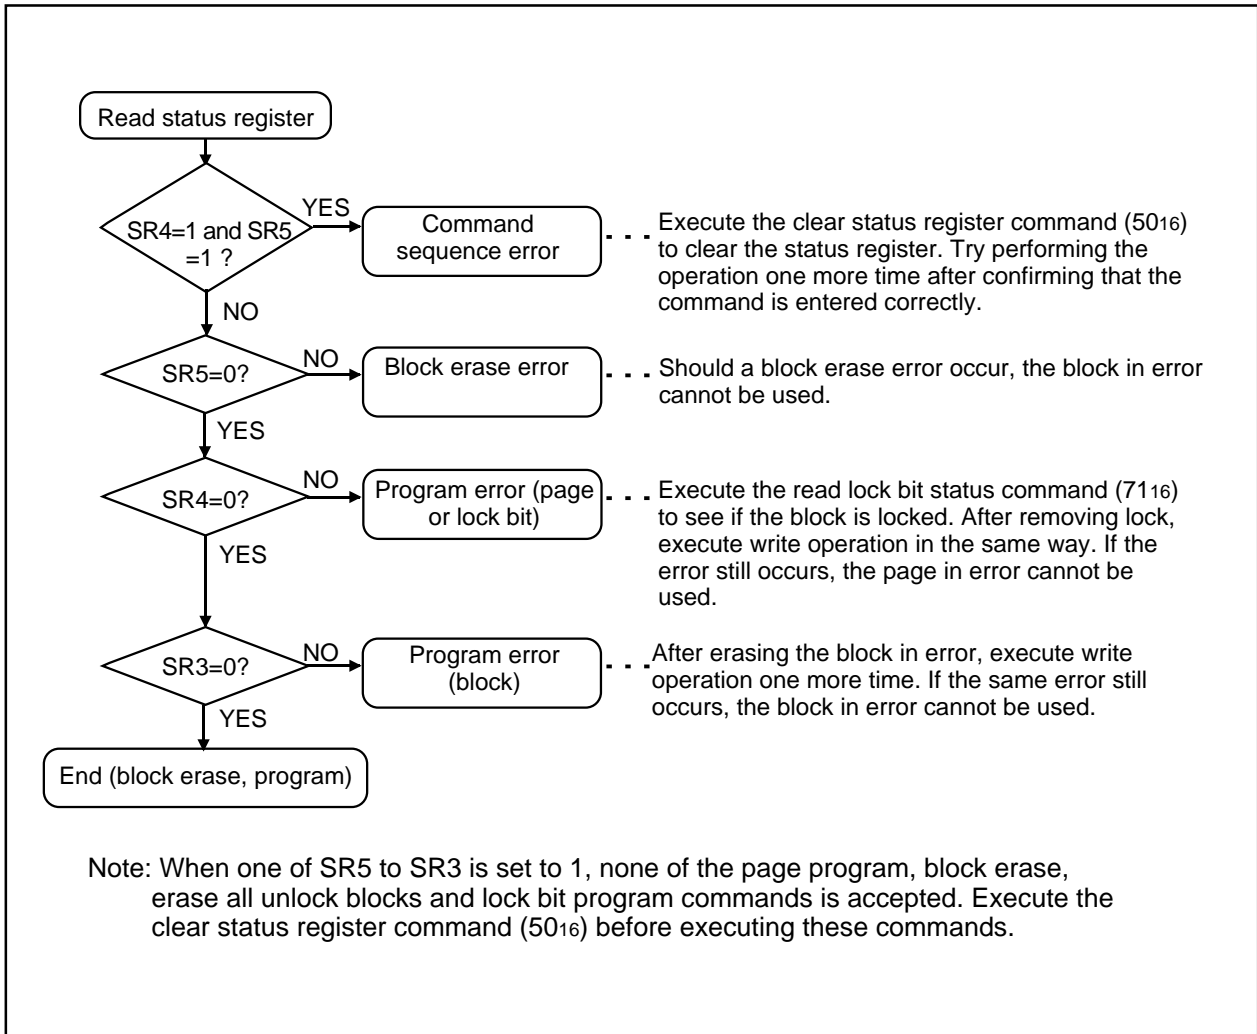 Read status register
SR4=1 and SR5
=1 ?
YES
Command
sequence error
Execute the clear status register command (5016)
to clear the status register. Try performing the
operation one more time after confirming that the
command is entered correctly.
NO
SR5=0?
NO
Block erase error
Should a block erase error occur, the block in error
cannot be used.
YES
SR4=0?
NO
Program error (page
or lock bit)
Execute the read lock bit status command (7116)
to see if the block is locked. After removing lock,
execute write operation in the same way. If the
error still occurs, the page in error cannot be
used.
YES
SR3=0?
NO
Program error
(block)
After erasing the block in error, execute write
operation one more time. If the same error still
occurs, the block in error cannot be used.
YES
End (block erase, program)
Note: When one of SR5 to SR3 is set to 1, none of the page program, block erase,
erase all unlock blocks and lock bit program commands is accepted. Execute the
clear status register command (5016) before executing these commands.